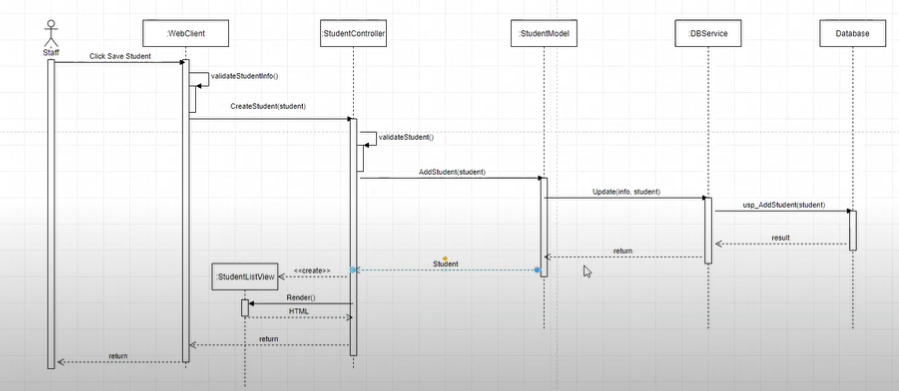 :WebClient
:StudentController
:StudentModel
:DBService
Database
Staff
Click Save Student
validateStudentInfo()
CreateStudent(student)
validateStudent()
AddStudent(student)
Update(info, student)
usp_AddStudent(student)
result
return
Student
<<create>>
:StudentListView
Render()
HTML
return
return